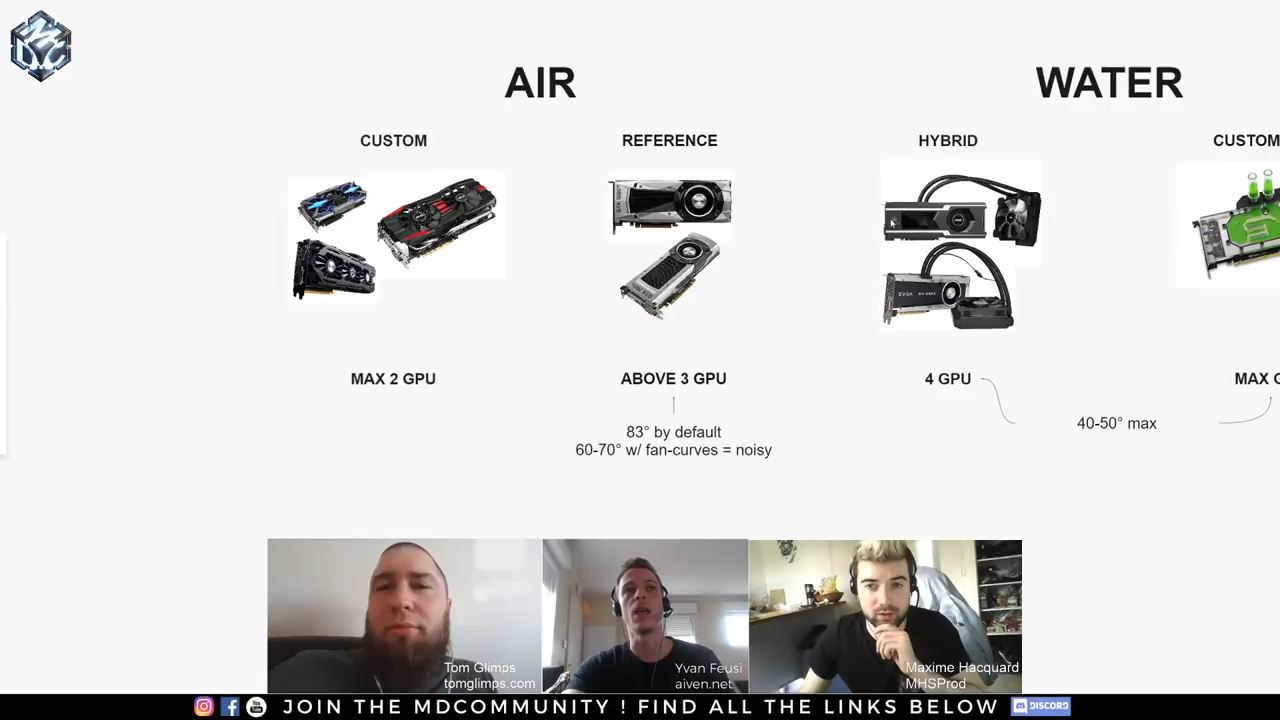 AIR
WATER
CUSTOM
REFERENCE
HYBRID
CUSTOM
EVGA
MAX 2 GPU
ABOVE 3 GPU
4 GPU
MAX
83° by default
60-70° w/ fan-curves = noisy
40-50° max
Tom Glimps
tomglimps.com
Yvan Feusi
aiven.net
Maxime Hacquard
MHSProd
JOIN THE MDCOMMUNITY ! FIND ALL THE LINKS BELOW
DISCORD